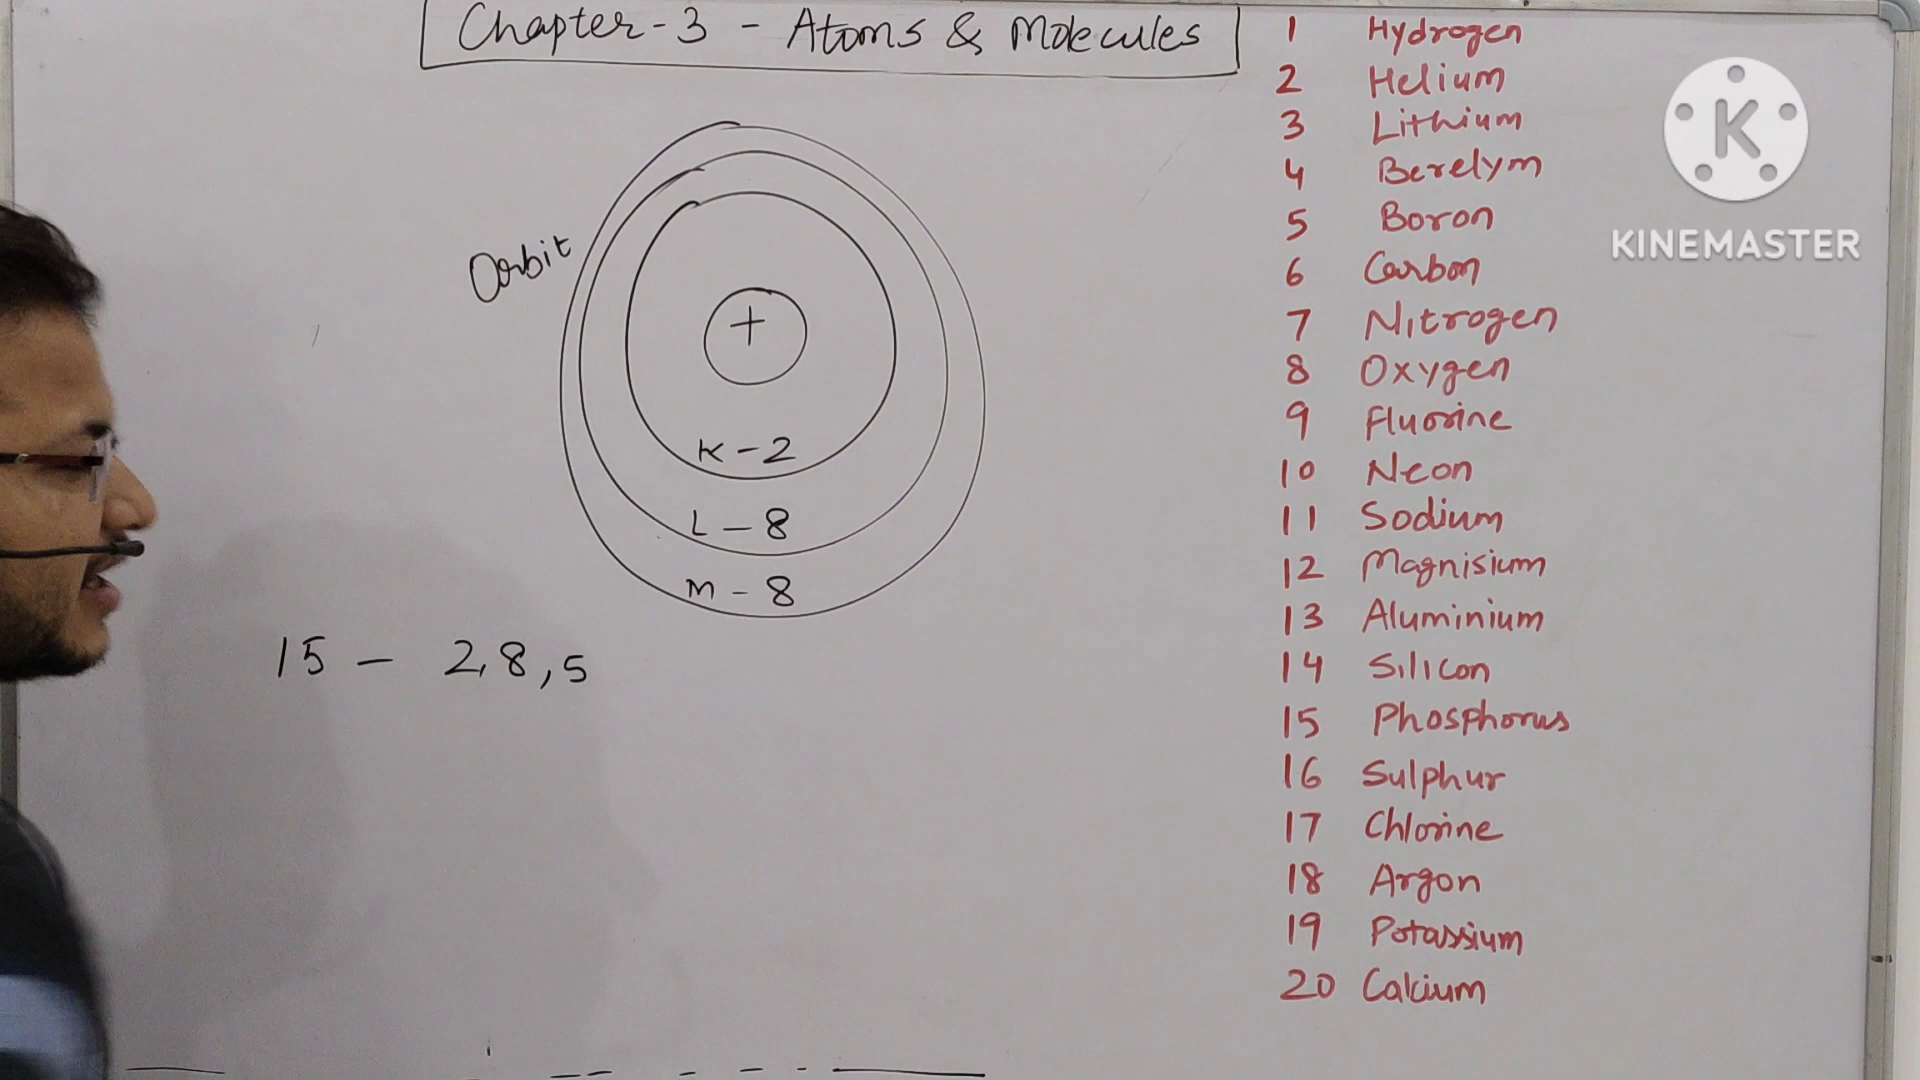 Chapter-3 - Atoms & Molecules
Orbit
+
K-2
L-8
M-8
15 - 2,8,5
1 Hydrogen
2 Helium
3 Lithium
4 Berelym
5 Boron
6 Carbon
7 Nitrogen
8 Oxygen
9 Fluorine
10 Neon
11 Sodium
12 Magnisium
13 Aluminium
14 Silicon
15 Phosphorus
16 Sulphur
17 Chlorine
18 Argon
19 Potassium
20 Calcium
K
KINEMASTER